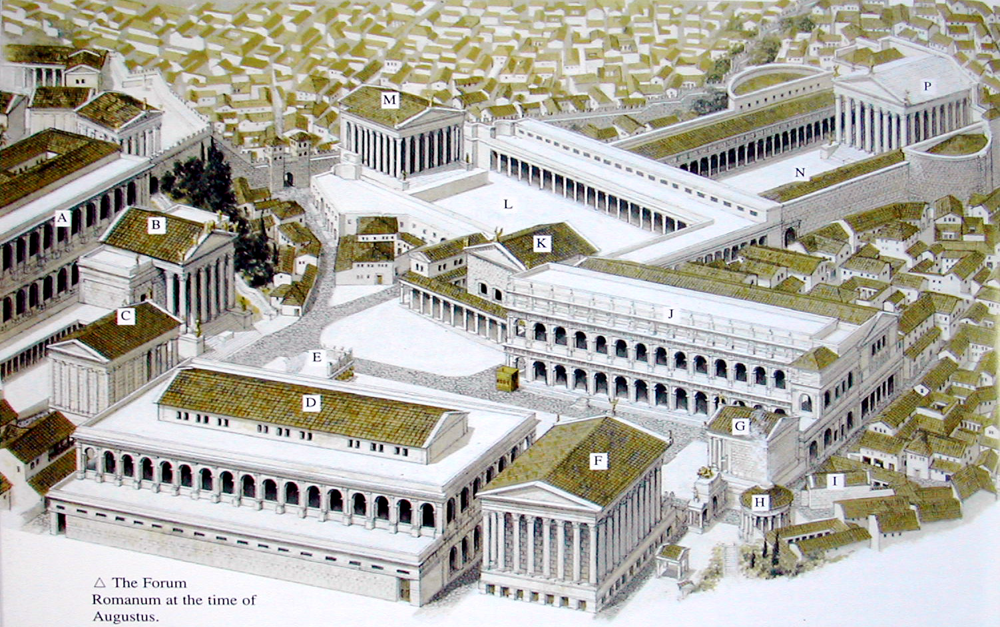 M
P
N
A
L
B
K
J
C
E
D
G
F
I
H
△ The Forum
Romanum at the time of
Augustus.